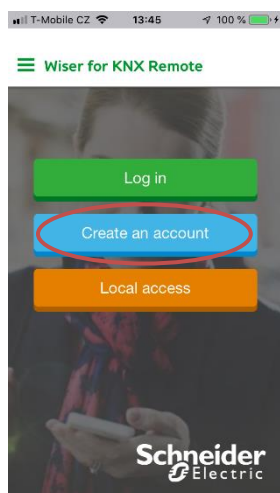 T-Mobile CZ 13:45 100 %
Wiser for KNX Remote
Log in
Create an account
Local access
Schneider
Electric